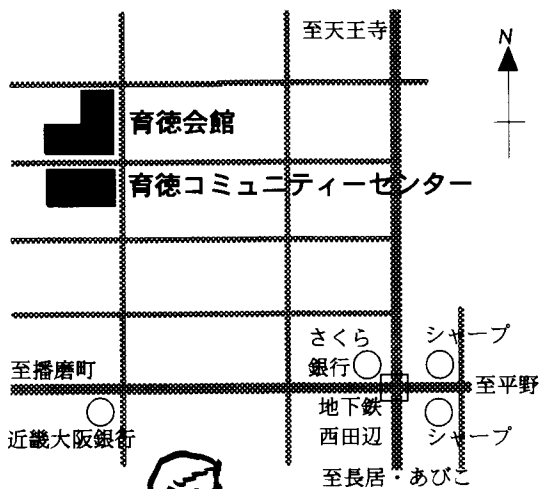 至天王寺
N
育徳会館
育徳コミュニティーセンター
さくら
銀行
シャープ
至播磨町
至平野
地下鉄
西田辺
シャープ
近畿大阪銀行
至長居・あびこ